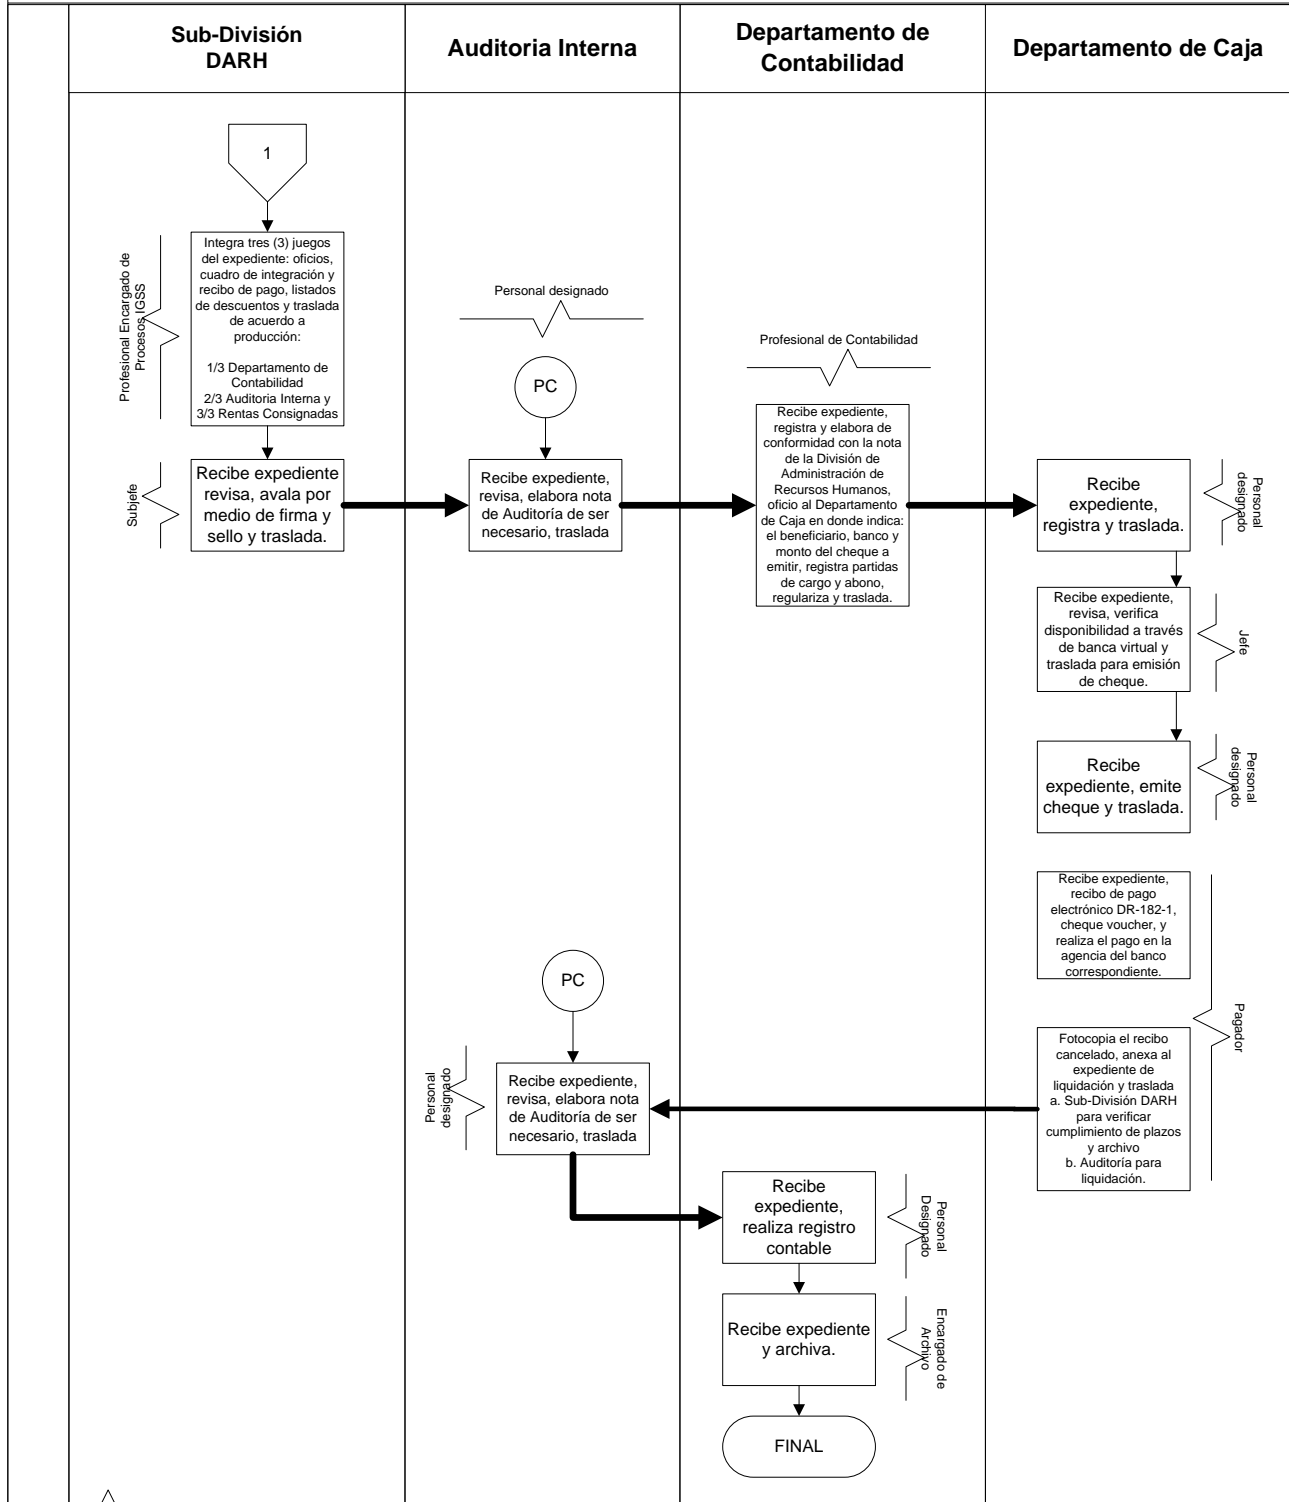 Sub-División
DARH
Auditoria Interna
Departamento de
Contabilidad
Departamento de Caja
1
Profesional Encargado de
Procesos IGSS
Integra tres (3) juegos
del expediente: oficios,
cuadro de integración y
recibo de pago, listados
de descuentos y traslada
de acuerdo a
producción:
1/3 Departamento de
Contabilidad
2/3 Auditoria Interna y
3/3 Rentas Consignadas
Subjefe
Recibe expediente
revisa, avala por
medio de firma y
sello y traslada.
Personal designado
PC
Recibe expediente,
revisa, elabora nota
de Auditoría de ser
necesario, traslada
Profesional de Contabilidad
Recibe expediente,
registra y elabora de
conformidad con la nota
de la División de
Administración de
Recursos Humanos,
oficio al Departamento
de Caja en donde indica:
el beneficiario, banco y
monto del cheque a
emitir, registra partidas
de cargo y abono,
regulariza y traslada.
Recibe
expediente,
registra y traslada.
Personal
designado
Recibe expediente,
revisa, verifica
disponibilidad a través
de banca virtual y
traslada para emisión
de cheque.
Jefe
Recibe
expediente, emite
cheque y traslada.
Personal
designado
Recibe expediente,
recibo de pago
electrónico DR-182-1,
cheque voucher, y
realiza el pago en la
agencia del banco
correspondiente.
Pagador
Fotocopia el recibo
cancelado, anexa al
expediente de
liquidación y traslada
a. Sub-División DARH
para verificar
cumplimiento de plazos
y archivo
b. Auditoría para
liquidación.
PC
Personal
designado
Recibe expediente,
revisa, elabora nota
de Auditoría de ser
necesario, traslada
Recibe
expediente,
realiza registro
contable
Personal
Designado
Recibe expediente
y archiva.
Encargado de
Archivo
FINAL